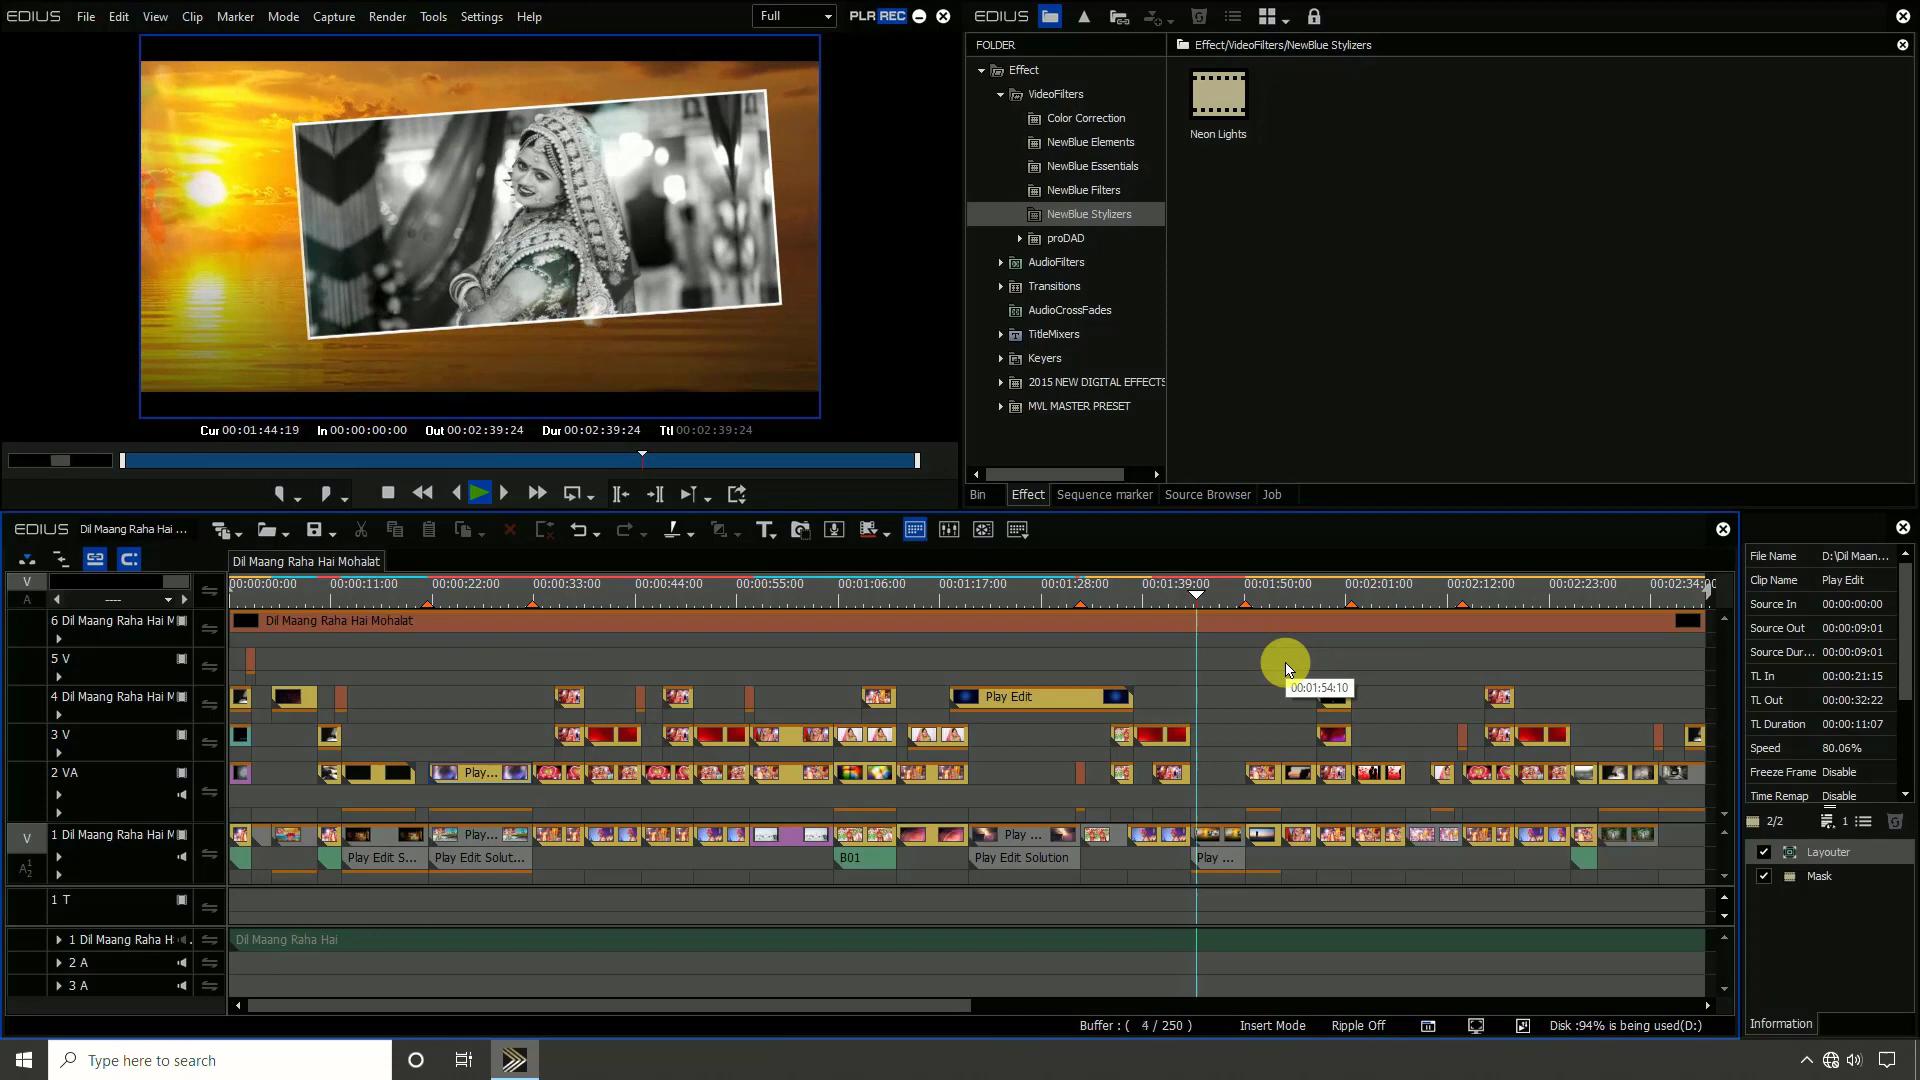 EDIUS File Edit View Clip Marker Mode Capture Render Tools Settings Help Full PLR REC
Cur 00:01:44:19 In 00:00:00:00 Out 00:02:39:24 Dur 00:02:39:24 Ttl 00:02:39:24
EDIUS
FOLDER
Effect
VideoFilters
Color Correction
NewBlue Elements
NewBlue Essentials
NewBlue Filters
NewBlue Stylizers
proDAD
AudioFilters
Transitions
AudioCrossFades
TitleMixers
Keyers
2015 NEW DIGITAL EFFECTS
MVL MASTER PRESET
Effect/VideoFilters/NewBlue Stylizers
Neon Lights
Bin Effect Sequence marker Source Browser Job
EDIUS Dil Maang Raha Hai ...
Dil Maang Raha Hai Mohalat
V
A
----
00:00:00:00 00:00:11:00 00:00:22:00 00:00:33:00 00:00:44:00 00:00:55:00 00:01:06:00 00:01:17:00 00:01:28:00 00:01:39:00 00:01:50:00 00:02:01:00 00:02:12:00 00:02:23:00 00:02:34:0
6 Dil Maang Raha Hai M Dil Maang Raha Hai Mohalat
5 V
00:01:54:10
4 Dil Maang Raha Hai M Play Edit
3 V
2 VA Play...
V 1 Dil Maang Raha Hai M Play... Play ...
Play Edit S... Play Edit Solut... B01 Play Edit Solution Play ...
A12
1 T
1 Dil Maang Raha H Dil Maang Raha Hai
2 A
3 A
Buffer : ( 4 / 250 ) Insert Mode Ripple Off Disk :94% is being used(D:)
File Name D:\Dil Maan...
Clip Name Play Edit
Source In 00:00:00:00
Source Out 00:00:09:01
Source Dur... 00:00:09:01
TL In 00:00:21:15
TL Out 00:00:32:22
TL Duration 00:00:11:07
Speed 80.06%
Freeze Frame Disable
Time Remap Disable
2/2 1
Layouter
Mask
Information
Type here to search